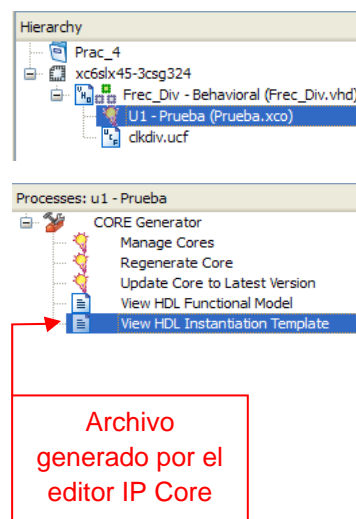 Hierarchy
Prac_4
xc6slx45-3csg324
Frec_Div - Behavioral (Frec_Div.vhd)
U1 - Prueba (Prueba.xco)
clkdiv.ucf
Processes: u1 - Prueba
CORE Generator
Manage Cores
Regenerate Core
Update Core to Latest Version
View HDL Functional Model
View HDL Instantiation Template
Archivo
generado por el
editor IP Core